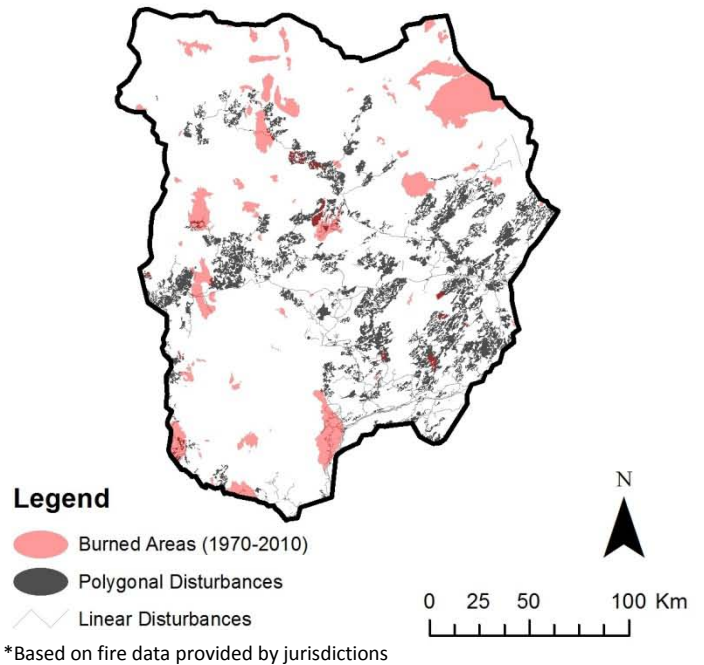 Legend
Burned Areas (1970-2010)
Polygonal Disturbances
Linear Disturbances
N
0 25 50 100 Km
*Based on fire data provided by jurisdictions